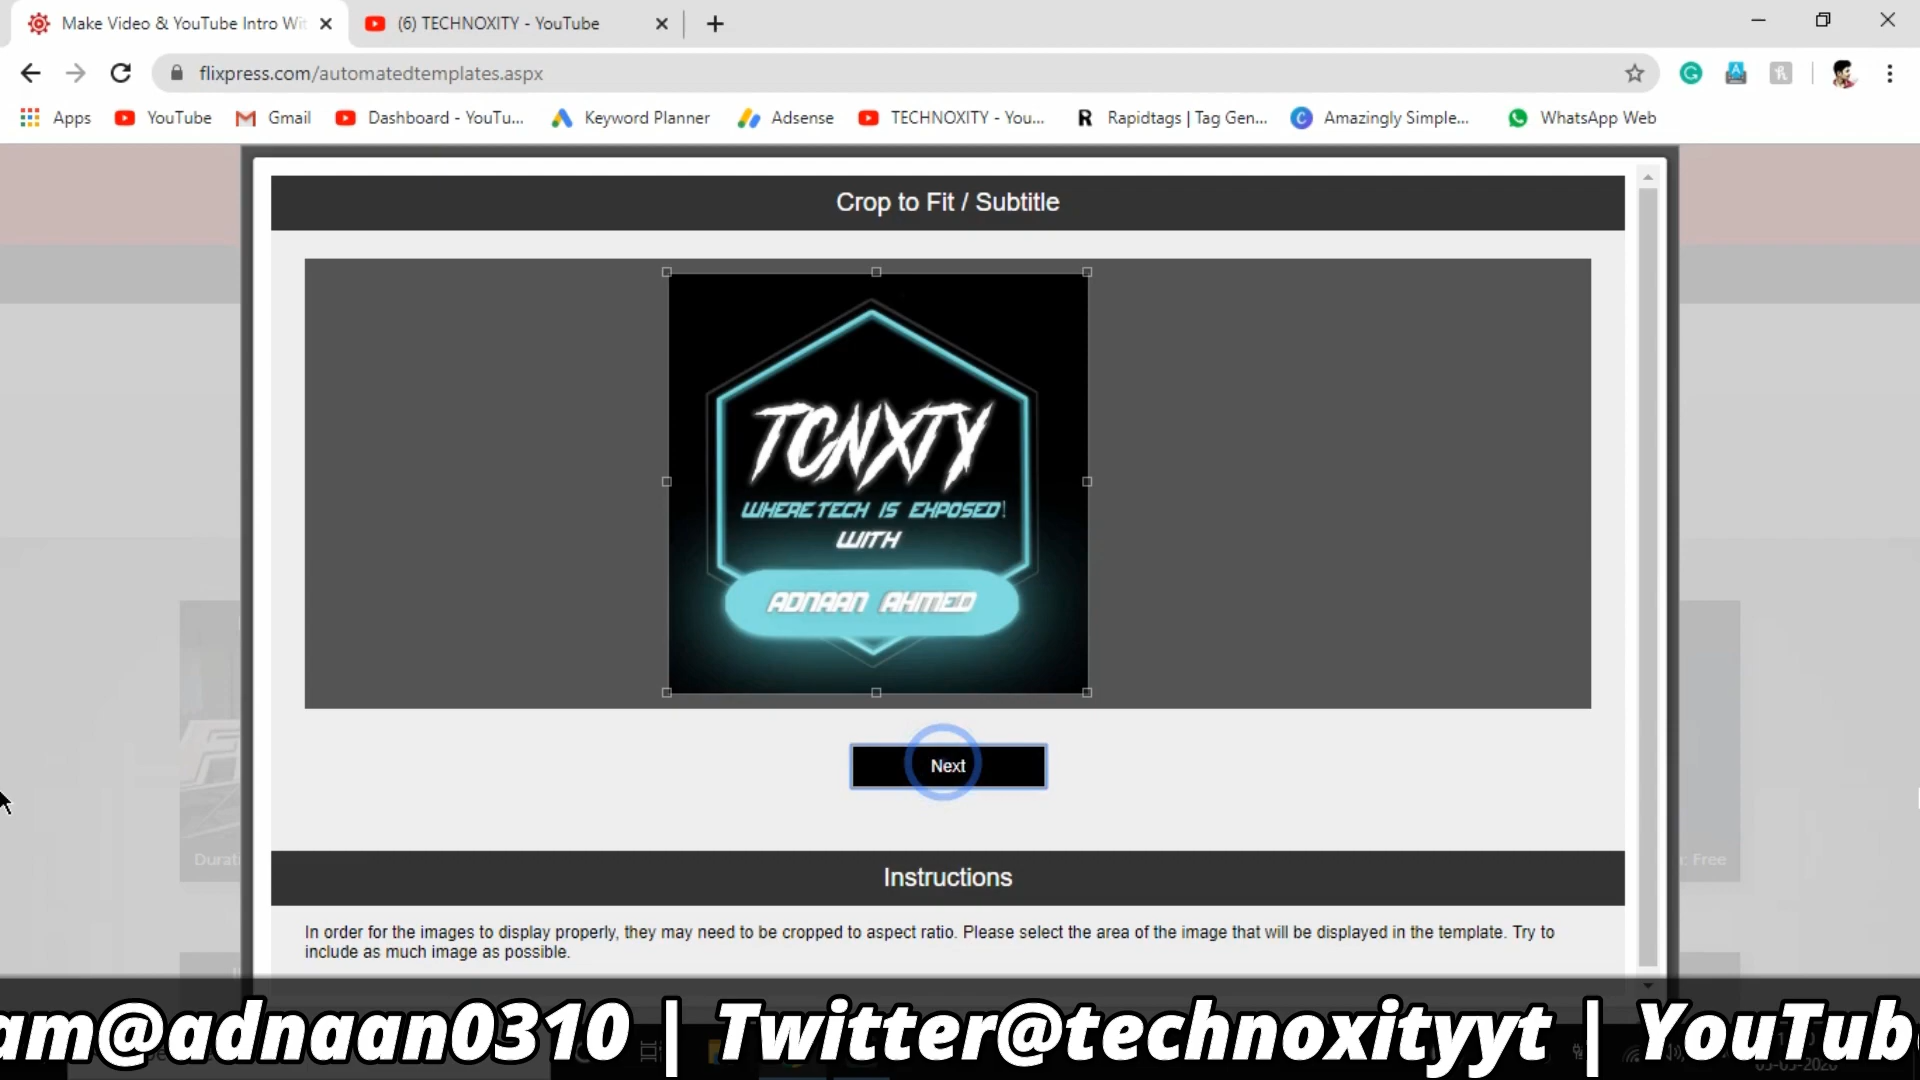 Make Video & YouTube Intro Wit
(6) TECHNOXITY - YouTube
flixpress.com/automatedtemplates.aspx
Apps
YouTube
Gmail
Dashboard - YouTu...
Keyword Planner
Adsense
TECHNOXITY - You...
R
Rapidtags | Tag Gen...
Amazingly Simple...
WhatsApp Web
Crop to Fit / Subtitle
TCNXTY
WHERE TECH IS EXPOSED!
WITH
ADNAAN AHMED
Next
Durati
: Free
Instructions
In order for the images to display properly, they may need to be cropped to aspect ratio. Please select the area of the image that will be displayed in the template. Try to
include as much image as possible.
am@adnaan0310 | Twitter@technoxityyt | YouTub